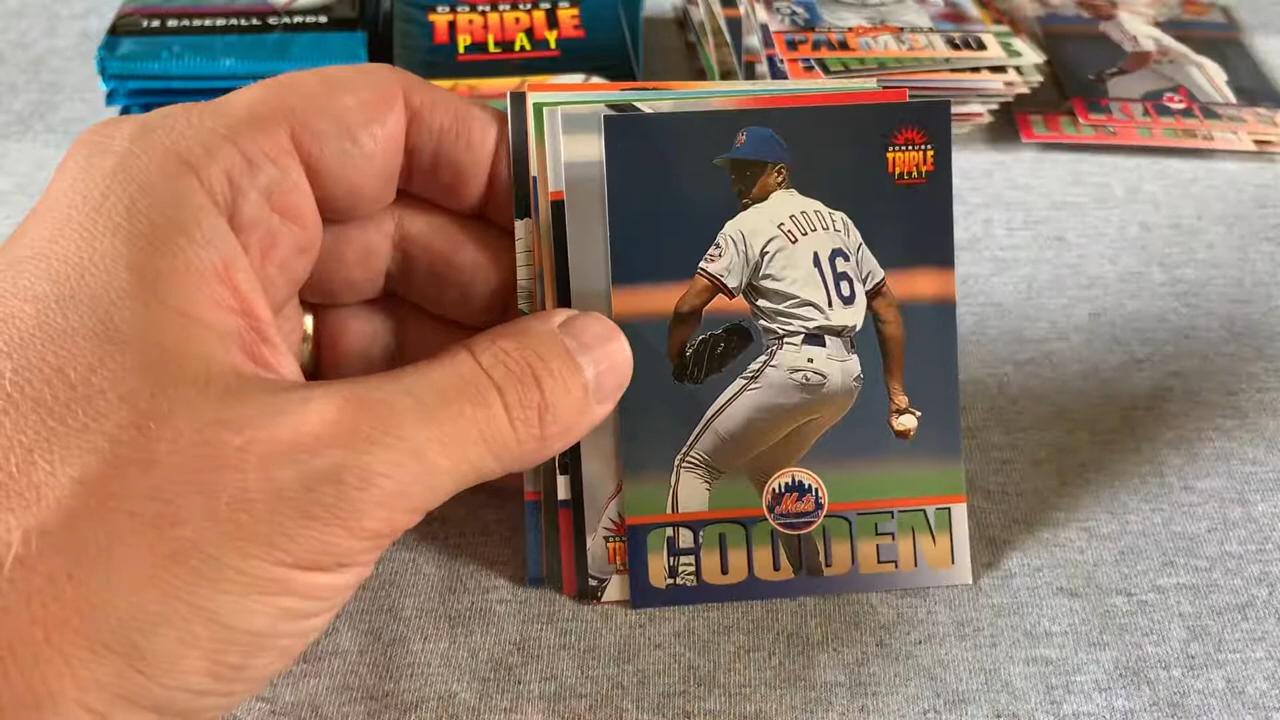 12 BASEBALL CARDS
DONRUSS
TRIPLE
PLAY
PALMEIRO
DONRUSS
TRIPLE
PLAY
GOODEN
16
Mets
GOODEN